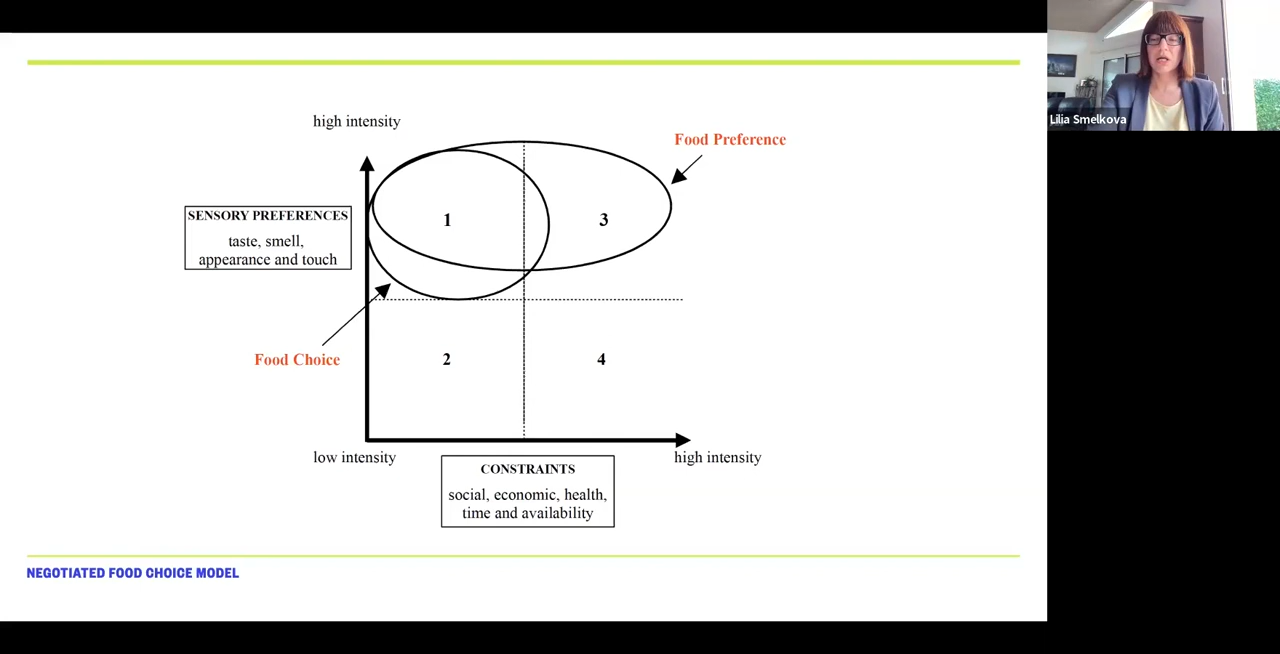 Lilia Smelkova
high intensity
Food Preference
SENSORY PREFERENCES
taste, smell,
appearance and touch
1
3
Food Choice
2
4
low intensity
high intensity
CONSTRAINTS
social, economic, health,
time and availability
NEGOTIATED FOOD CHOICE MODEL